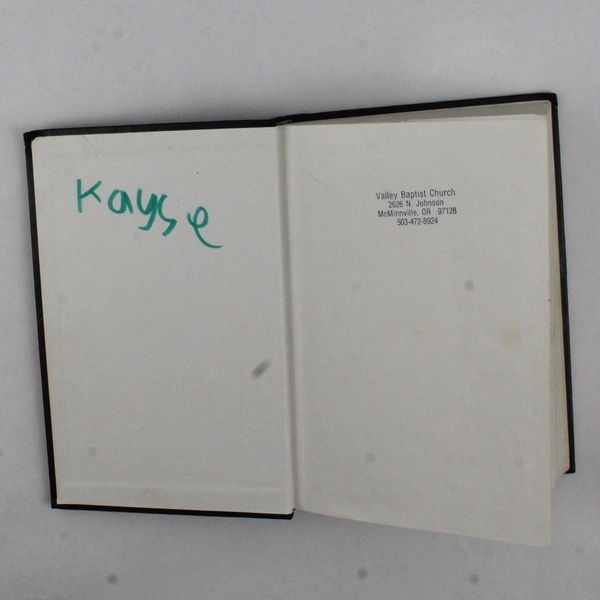 Kayse
Valley Baptist Church
2626 N. Johnson
McMinnville, OR 97128
503-472-8924